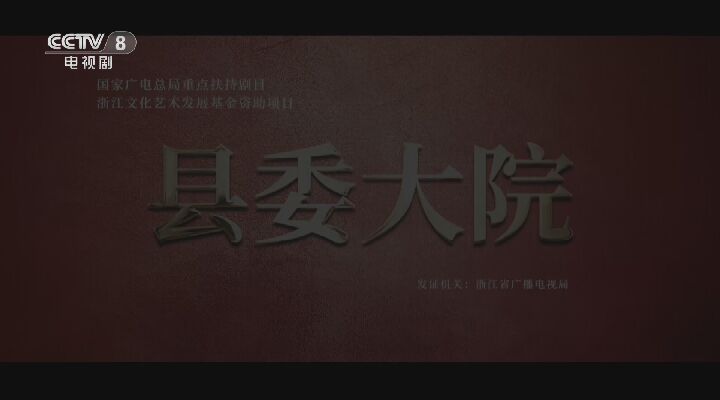 CCTV 8
电视剧
国家广电总局重点扶持剧目
浙江文化艺术发展基金资助项目
县委大院
发证机关：浙江省广播电视局